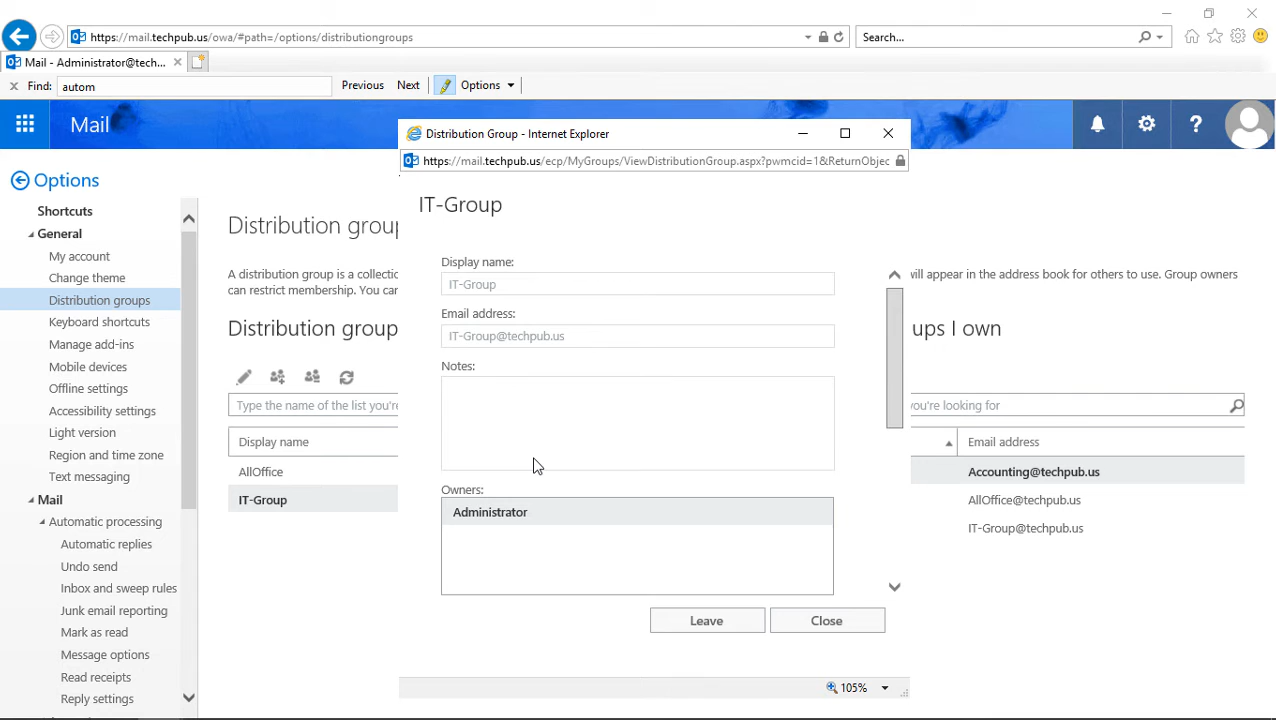 https://mail.techpub.us/owa/#path=/options/distributiongroups
Search...
Mail - Administrator@tech...
Find: autom Previous Next Options
Mail
?
Distribution Group - Internet Explorer
https://mail.techpub.us/ecp/MyGroups/ViewDistributionGroup.aspx?pwmcid=1&ReturnObjec
Options
Shortcuts
General
My account
Change theme
Distribution groups
Keyboard shortcuts
Manage add-ins
Mobile devices
Offline settings
Accessibility settings
Light version
Region and time zone
Text messaging
Mail
Automatic processing
Automatic replies
Undo send
Inbox and sweep rules
Junk email reporting
Mark as read
Message options
Read receipts
Reply settings
Distribution group
A distribution group is a collectic
can restrict membership. You car
Distribution group
Type the name of the list you're
Display name
AllOffice
IT-Group
IT-Group
Display name:
IT-Group
Email address:
IT-Group@techpub.us
Notes:
Owners:
Administrator
Leave
Close
105%
will appear in the address book for others to use. Group owners
ups I own
you're looking for
Email address
Accounting@techpub.us
AllOffice@techpub.us
IT-Group@techpub.us